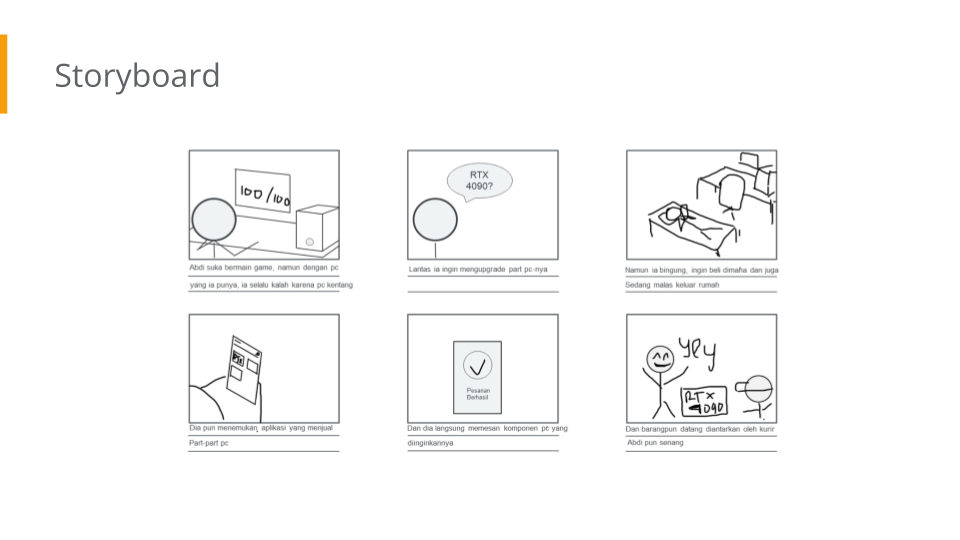 Storyboard
100/100
Abdi suka bermain game, namun dengan pc
yang ia punya, ia selalu kalah karena pc kentang
RTX
4090?
Lantas ia ingin mengupgrade part pc-nya
Namun ia bingung, ingin beli dimana dan juga
Sedang malas keluar rumah
Dia pun menemukan aplikasi yang menjual
Part-part pc
Pesanan
Berhasil
Dan dia langsung memesan komponen pc yang
diinginkannya
yey
RTX
4090
Dan barangpun datang diantarkan oleh kurir
Abdi pun senang